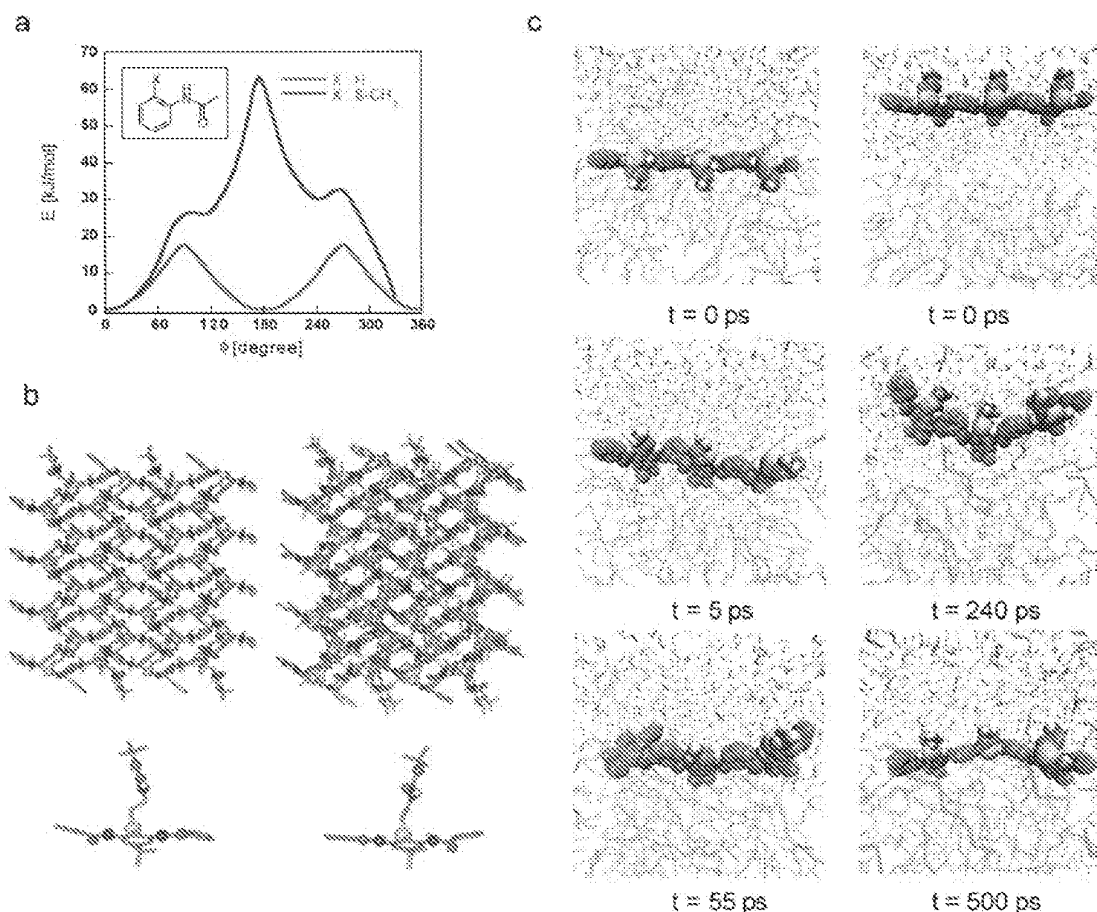 a
E [kJ/mol]
70
60
50
40
30
20
10
0
X : H
X : S-CH3
X
H
N
O
0 60 120 180 240 300 360
Φ [degree]
b
c
t = 0 ps
t = 0 ps
t = 5 ps
t = 240 ps
t = 55 ps
t = 500 ps